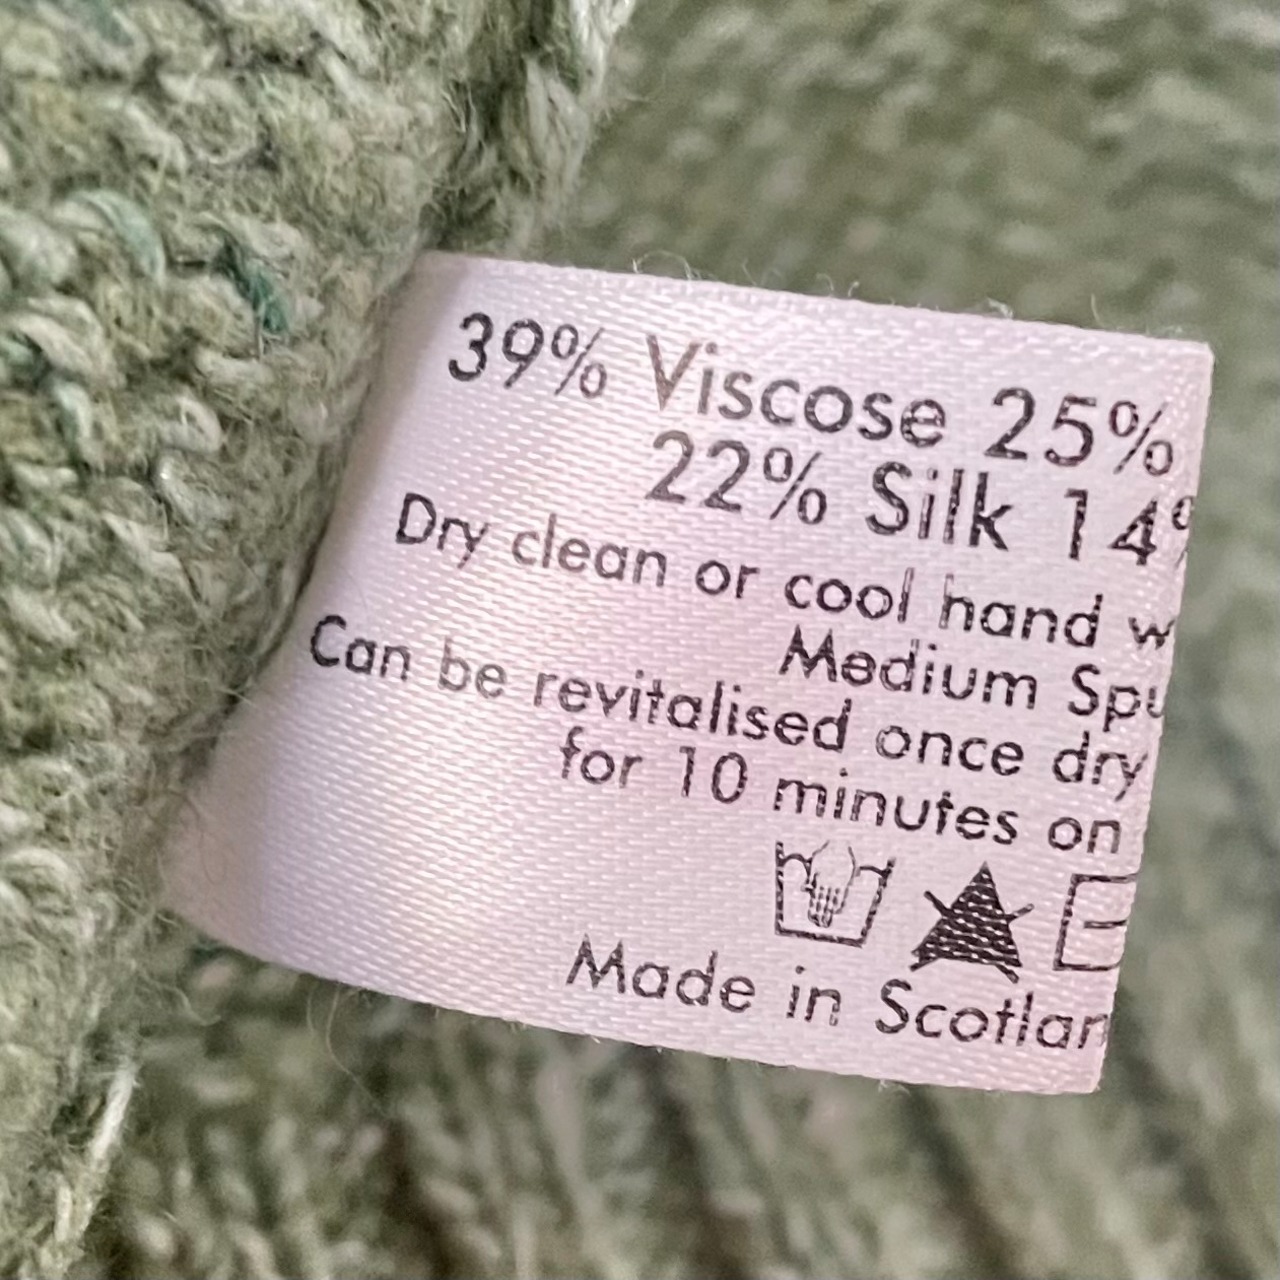 39% Viscose 25%
22% Silk 14%
Dry clean or cool hand
Medium
Can be revitalised once dry
for 10 minutes on
Made in